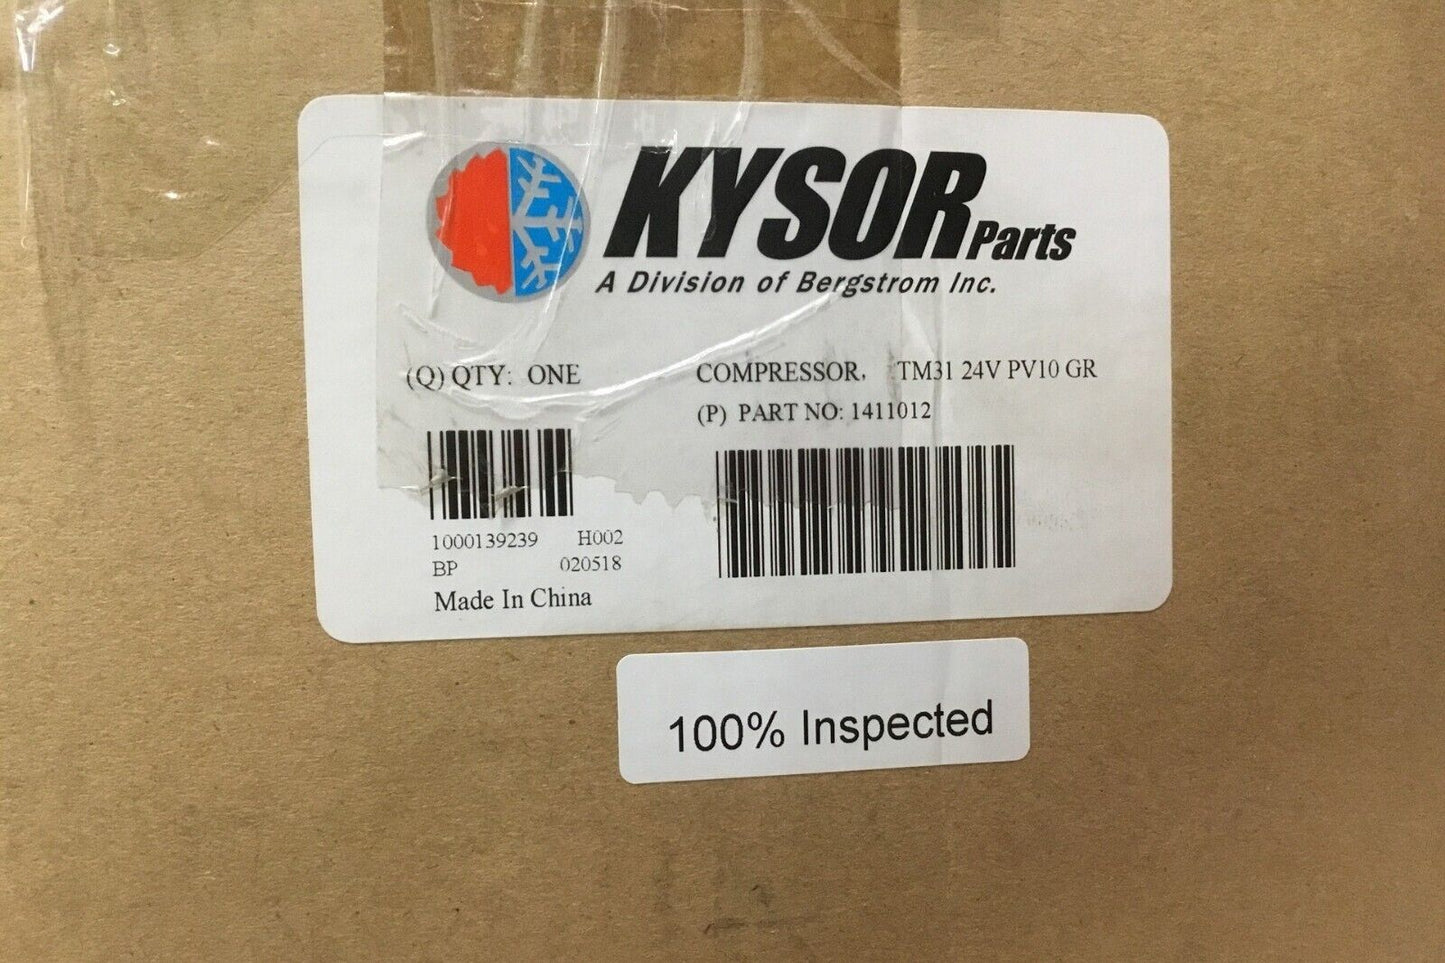 KYSOR Parts
A Division of Bergstrom Inc.
(Q) QTY: ONE
COMPRESSOR, TM31 24V PV10 GR
(P) PART NO: 1411012
1000139239 H002
BP 020518
Made In China
100% Inspected